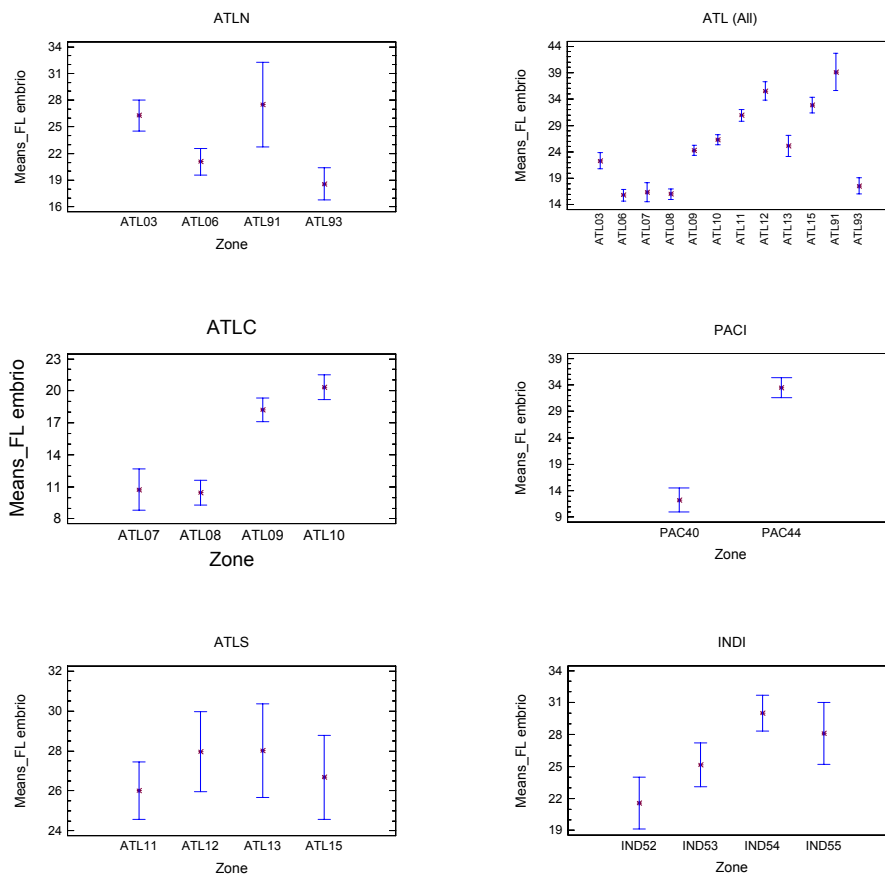 ATLN
Means_FL embrio
34
31
28
25
22
19
16
ATL03 ATL06 ATL91 ATL93
Zone
ATL (All)
Means_FL embrio
44
39
34
29
24
19
14
ATL03 ATL06 ATL07 ATL08 ATL09 ATL10 ATL11 ATL12 ATL13 ATL15 ATL91 ATL93
ATLC
Means_FL embrio
23
20
17
14
11
8
ATL07 ATL08 ATL09 ATL10
Zone
PACI
Means_FL embrio
39
34
29
24
19
14
9
PAC40 PAC44
Zone
ATLS
Means_FL embrio
32
30
28
26
24
ATL11 ATL12 ATL13 ATL15
Zone
INDI
Means_FL embrio
34
31
28
25
22
19
IND52 IND53 IND54 IND55
Zone